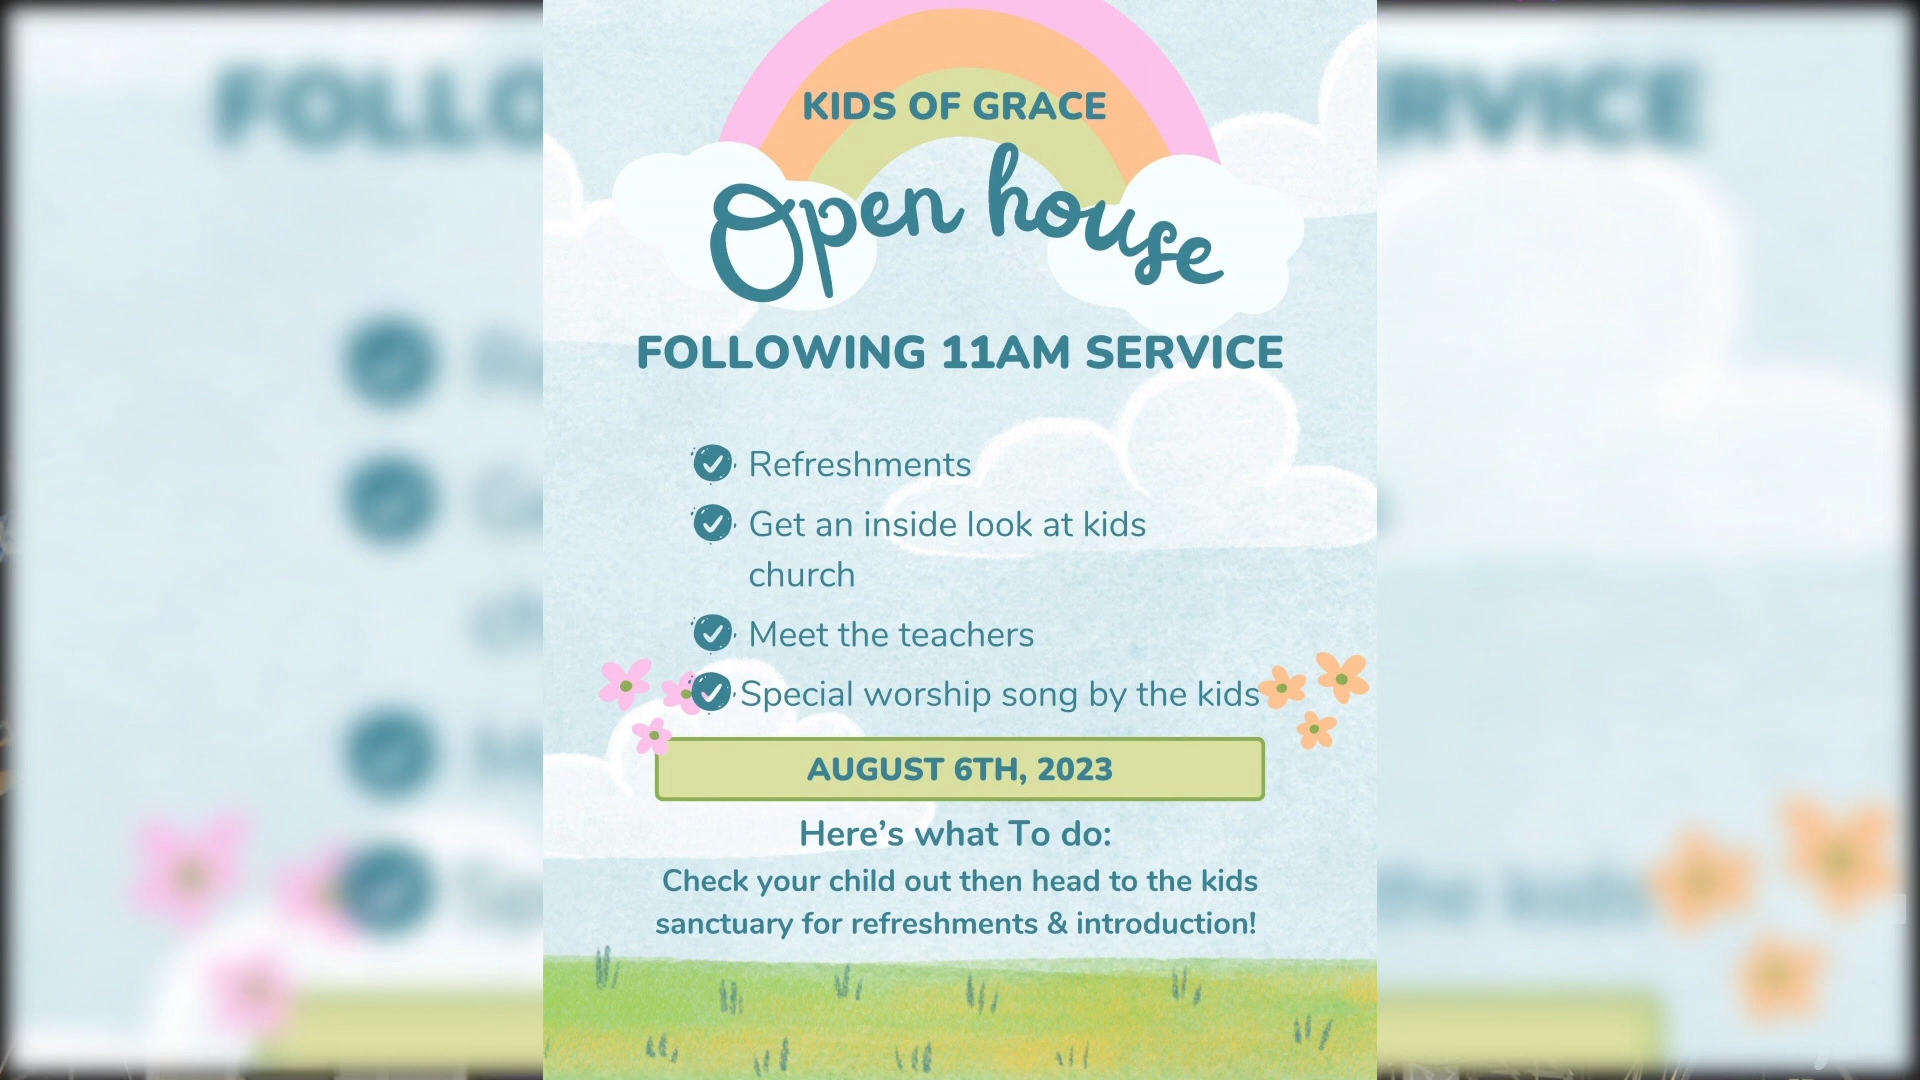 KIDS OF GRACE
Open house
FOLLOWING 11AM SERVICE
Refreshments
Get an inside look at kids
church
Meet the teachers
Special worship song by the kids
AUGUST 6TH, 2023
Here's what To do:
Check your child out then head to the kids
sanctuary for refreshments & introduction!